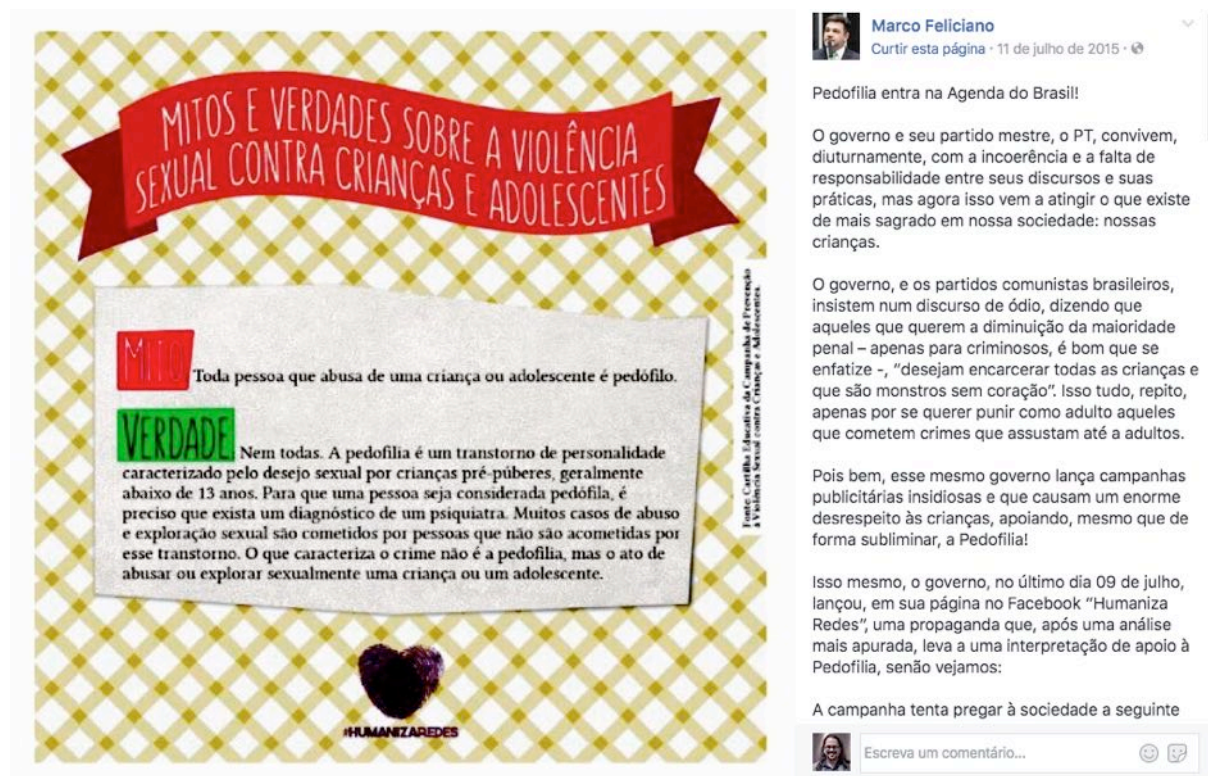 MITOS E VERDADES SOBRE A VIOLÊNCIA
SEXUAL CONTRA CRIANÇAS E ADOLESCENTES
MITO Toda pessoa que abusa de uma criança ou adolescente é pedófilo.
VERDADE Nem todas. A pedofilia é um transtorno de personalidade
caracterizado pelo desejo sexual por crianças pré-púberes, geralmente
abaixo de 13 anos. Para que uma pessoa seja considerada pedófila, é
preciso que exista um diagnóstico de um psiquiatra. Muitos casos de abuso
e exploração sexual são cometidos por pessoas que não são acometidas por
esse transtorno. O que caracteriza o crime não é a pedofilia, mas o ato de
abusar ou explorar sexualmente uma criança ou um adolescente.
Fonte: Cartilha Educativa da Campanha de Prevenção
à Violência Sexual contra Crianças e Adolescentes.
#HUMANIZAREDES
Marco Feliciano
Curtir esta página · 11 de julho de 2015 ·
Pedofilia entra na Agenda do Brasil!
O governo e seu partido mestre, o PT, convivem,
diuturnamente, com a incoerência e a falta de
responsabilidade entre seus discursos e suas
práticas, mas agora isso vem a atingir o que existe
de mais sagrado em nossa sociedade: nossas
crianças.
O governo, e os partidos comunistas brasileiros,
insistem num discurso de ódio, dizendo que
aqueles que querem a diminuição da maioridade
penal – apenas para criminosos, é bom que se
enfatize -, “desejam encarcerar todas as crianças e
que são monstros sem coração”. Isso tudo, repito,
apenas por se querer punir como adulto aqueles
que cometem crimes que assustam até a adultos.
Pois bem, esse mesmo governo lança campanhas
publicitárias insidiosas e que causam um enorme
desrespeito às crianças, apoiando, mesmo que de
forma subliminar, a Pedofilia!
Isso mesmo, o governo, no último dia 09 de julho,
lançou, em sua página no Facebook “Humaniza
Redes”, uma propaganda que, após uma análise
mais apurada, leva a uma interpretação de apoio à
Pedofilia, senão vejamos:
A campanha tenta pregar à sociedade a seguinte
Escreva um comentário...